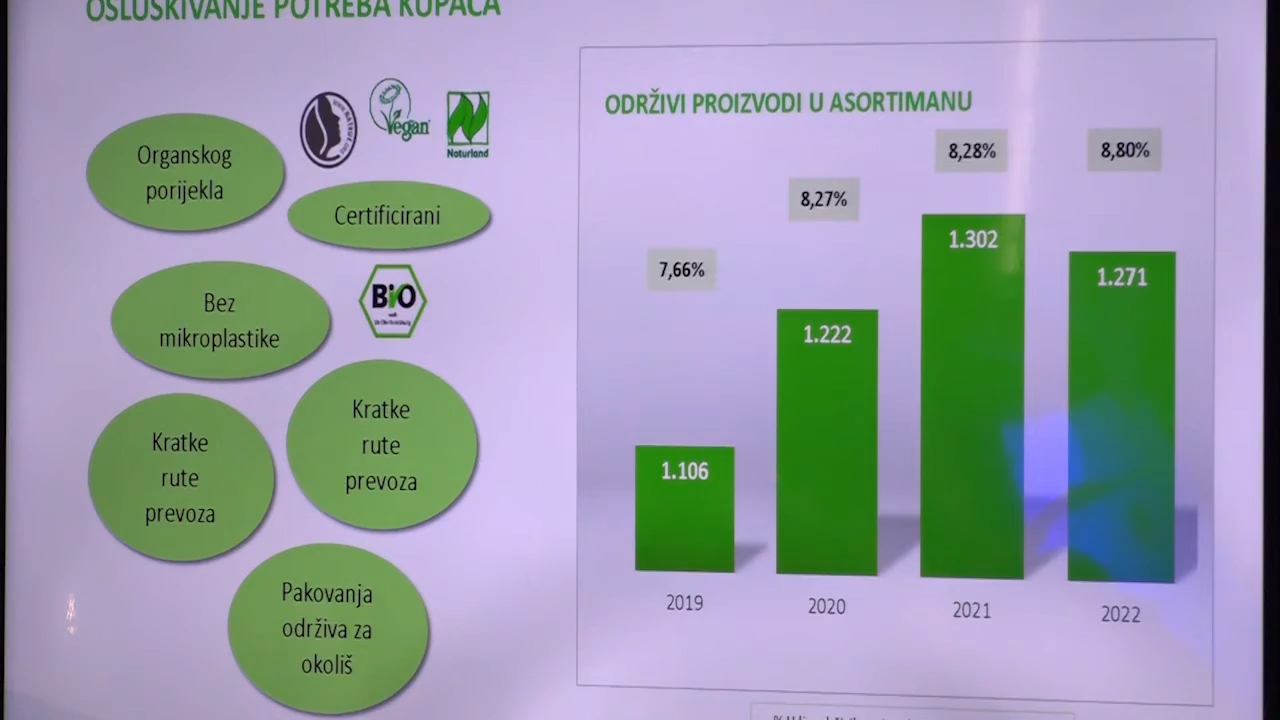 OSLUŠKIVANJE POTREBA KUPACA
Organskog
porijekla
Vegan
Naturland
Certificirani
Bez
mikroplastike
BiO
Kratke
rute
prevoza
Kratke
rute
prevoza
Pakovanja
održiva za
okoliš
ODRŽIVI PROIZVODI U ASORTIMANU
7,66%
8,27%
8,28%
8,80%
1.106
1.222
1.302
1.271
2019
2020
2021
2022